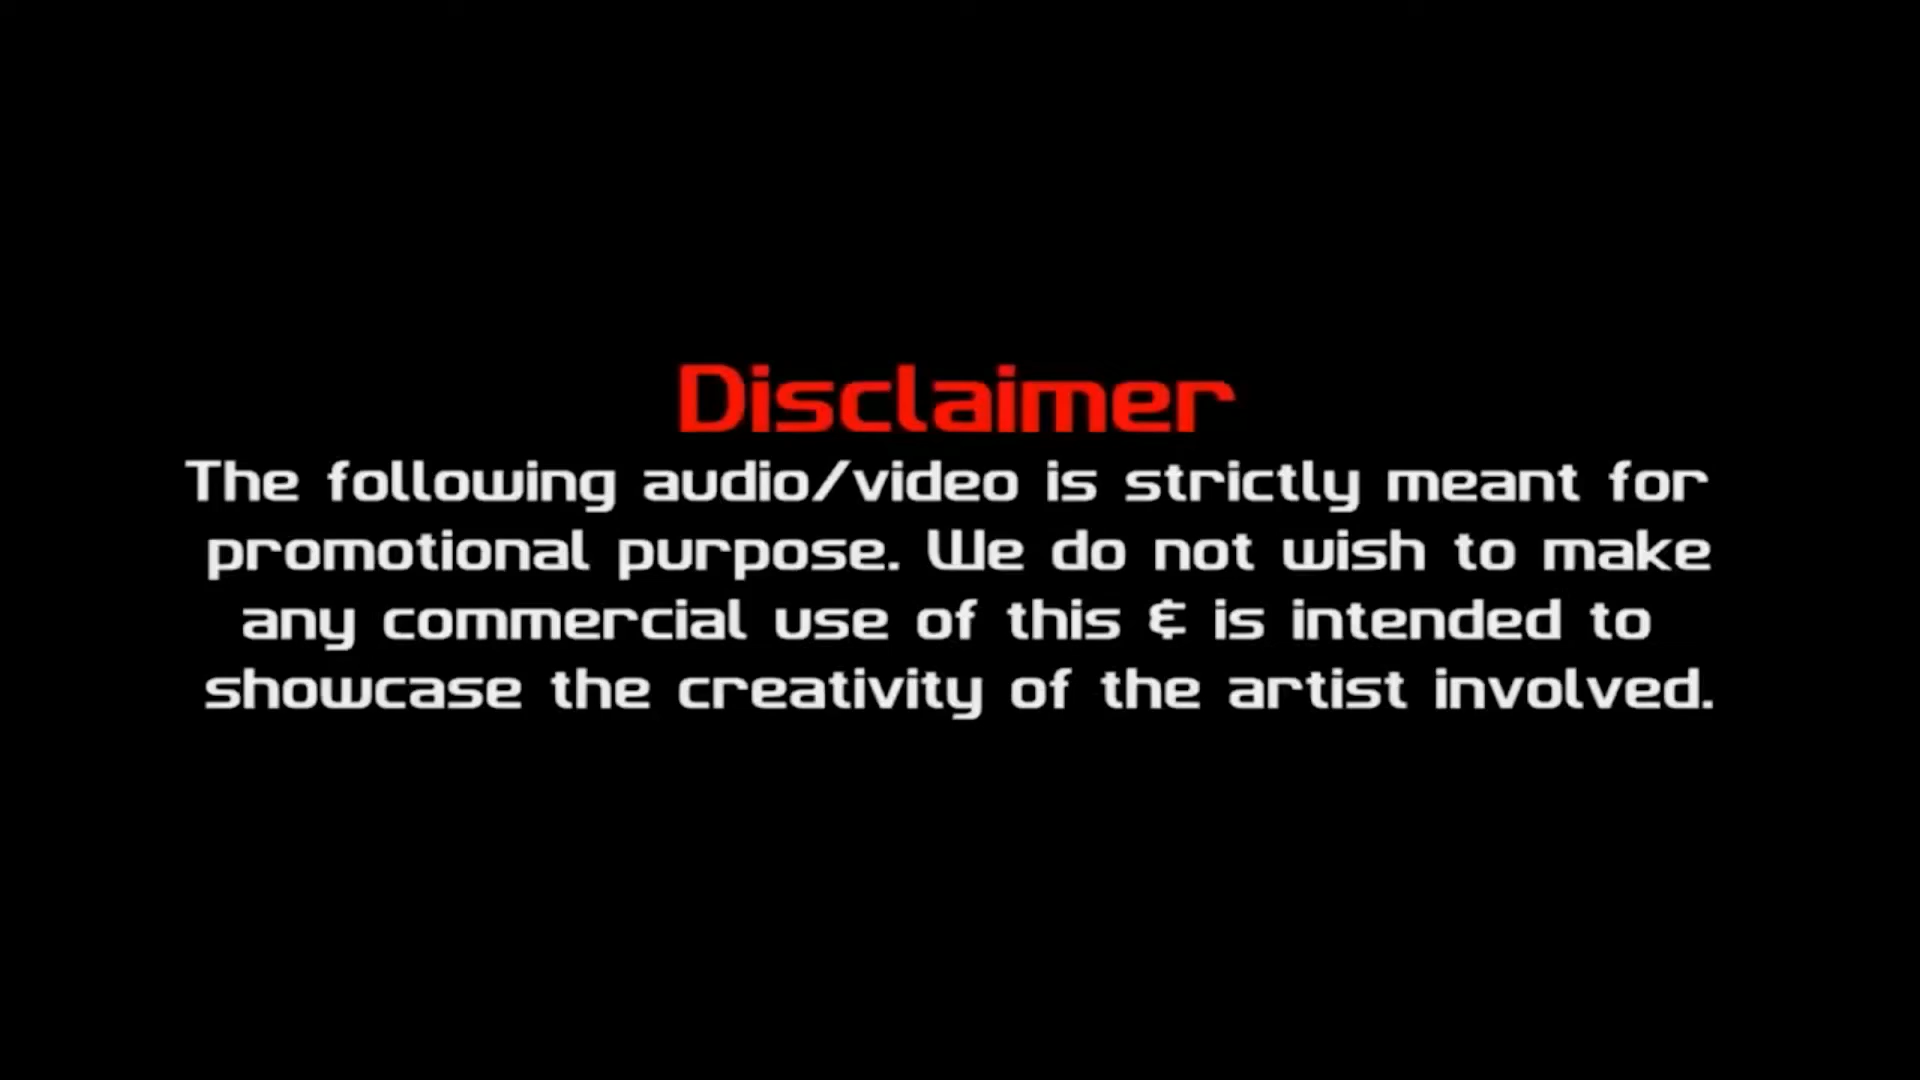 Disclaimer
The following audio/video is strictly meant for
promotional purpose. We do not wish to make
any commercial use of this & is intended to
showcase the creativity of the artist involved.